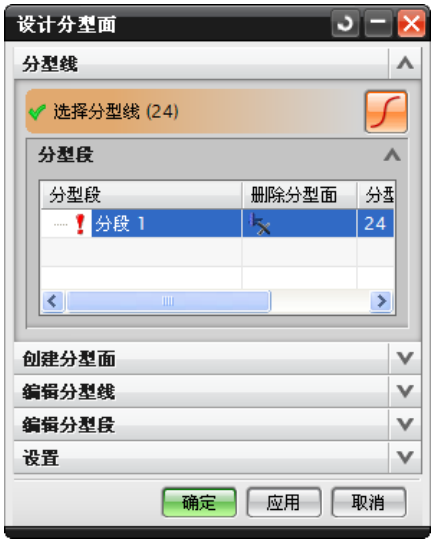 设计分型面
分型线
选择分型线 (24)
分型段
分型段 删除分型面 分型
分段 1 24
创建分型面
编辑分型线
编辑分型段
设置
确定 应用 取消